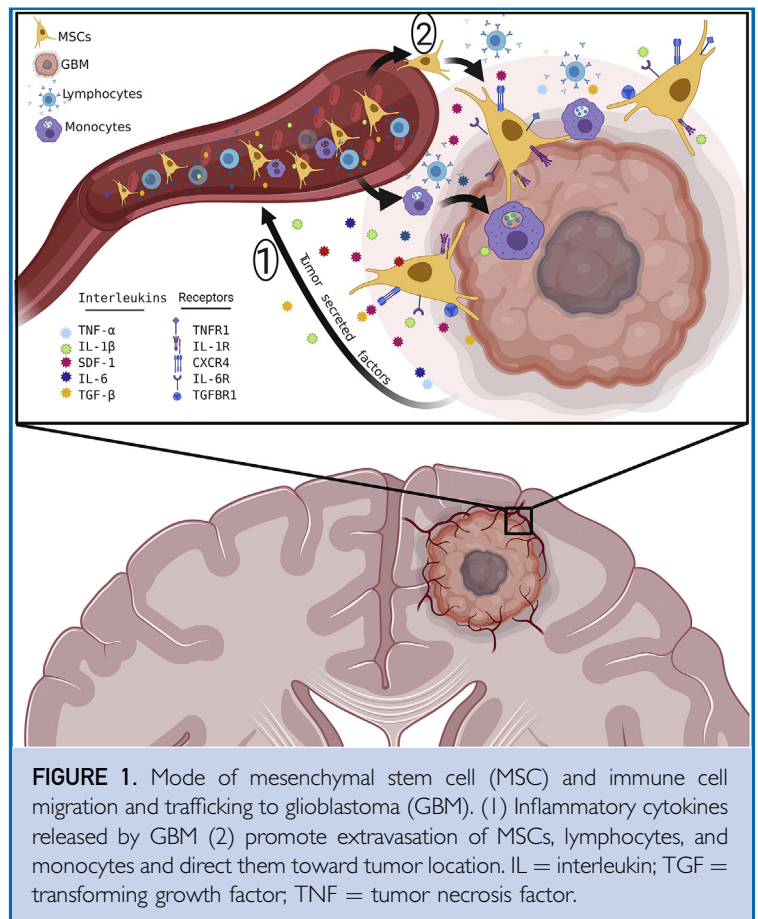 MSCs
GBM
Lymphocytes
Monocytes
2
1
Tumor secreted factors
Interleukins Receptors
TNF-α TNFR1
IL-1β IL-1R
SDF-1 CXCR4
IL-6 IL-6R
TGF-β TGFBR1
FIGURE 1. Mode of mesenchymal stem cell (MSC) and immune cell
migration and trafficking to glioblastoma (GBM). (1) Inflammatory cytokines
released by GBM (2) promote extravasation of MSCs, lymphocytes, and
monocytes and direct them toward tumor location. IL = interleukin; TGF =
transforming growth factor; TNF = tumor necrosis factor.